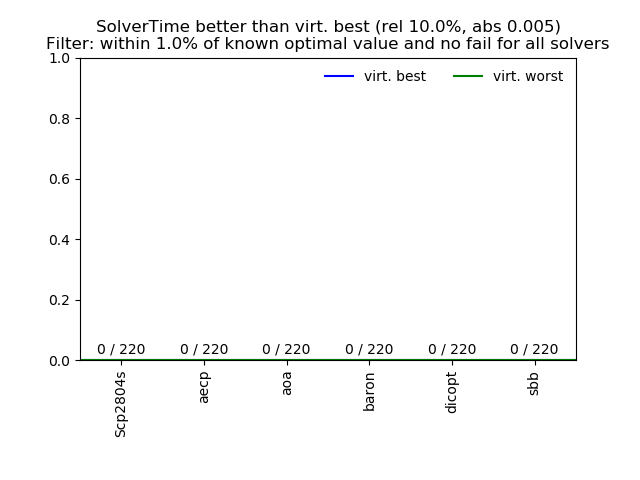 SolverTime better than virt. best (rel 10.0%, abs 0.005)
Filter: within 1.0% of known optimal value and no fail for all solvers
1.0
virt. best virt. worst
0.8
0.6
0.4
0.2
0 / 220 0 / 220 0 / 220 0 / 220 0 / 220 0 / 220
0.0
Scp2804s
aecp
aoa
baron
dicopt
sbb